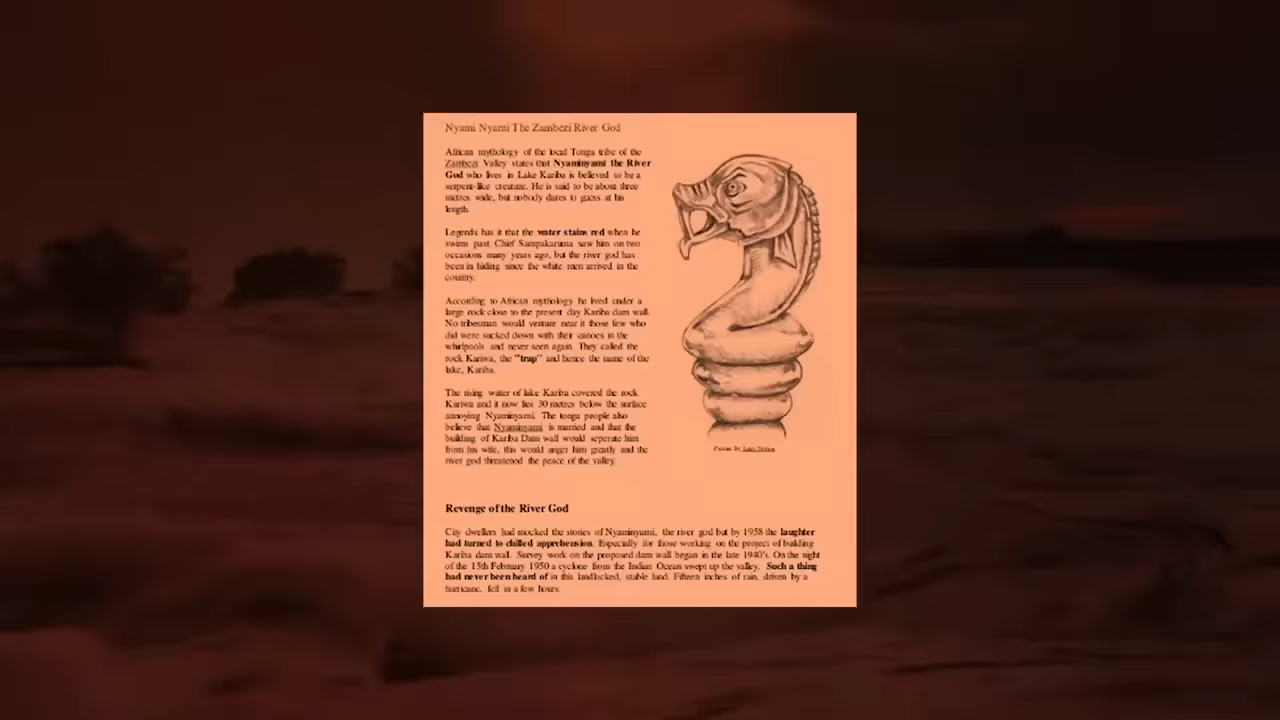 Nyami Nyami The Zambezi River God
African mythology of the local Tonga tribe of the
Zambezi Valley states that Nyaminyami the River
God who lives in Lake Kariba is believed to be a
serpent-like creature. He is said to be about three
metres wide, but nobody dares to guess at his
length.
Legends has it that the water stains red when he
swims past. Chief Sampakaruma saw him on two
occasions many years ago, but the river god has
been in hiding since the white men arrived in the
country.
According to African mythology he lived under a
large rock close to the present day Kariba dam wall.
No tribesman would venture near it those few who
did were sucked down with their canoes in the
whirlpools and never seen again. They called the
rock Kariwa, the "trap" and hence the name of the
lake, Kariba.
The rising water of lake Kariba covered the rock
Kariwa and it now lies 30 metres below the surface
annoying Nyaminyami. The tonga people also
believe that Nyaminyami is married and that the
building of Kariba Dam wall would seperate him
from his wife, this would anger him greatly and the
river god threatened the peace of the valley.
by
Revenge of the River God
City dwellers had mocked the stories of Nyaminyami, the river god but by 1958 the laughter
had turned to chilled apprehension. Especially for those working on the project of building
Kariba dam wall. Survey work on the proposed dam wall began in the late 1940's. On the night
of the 15th February 1950 a cyclone from the Indian Ocean swept up the valley. Such a thing
had never been heard of in this landlocked, stable land. Fifteen inches of rain, driven by a
hurricane, fell in a few hours.